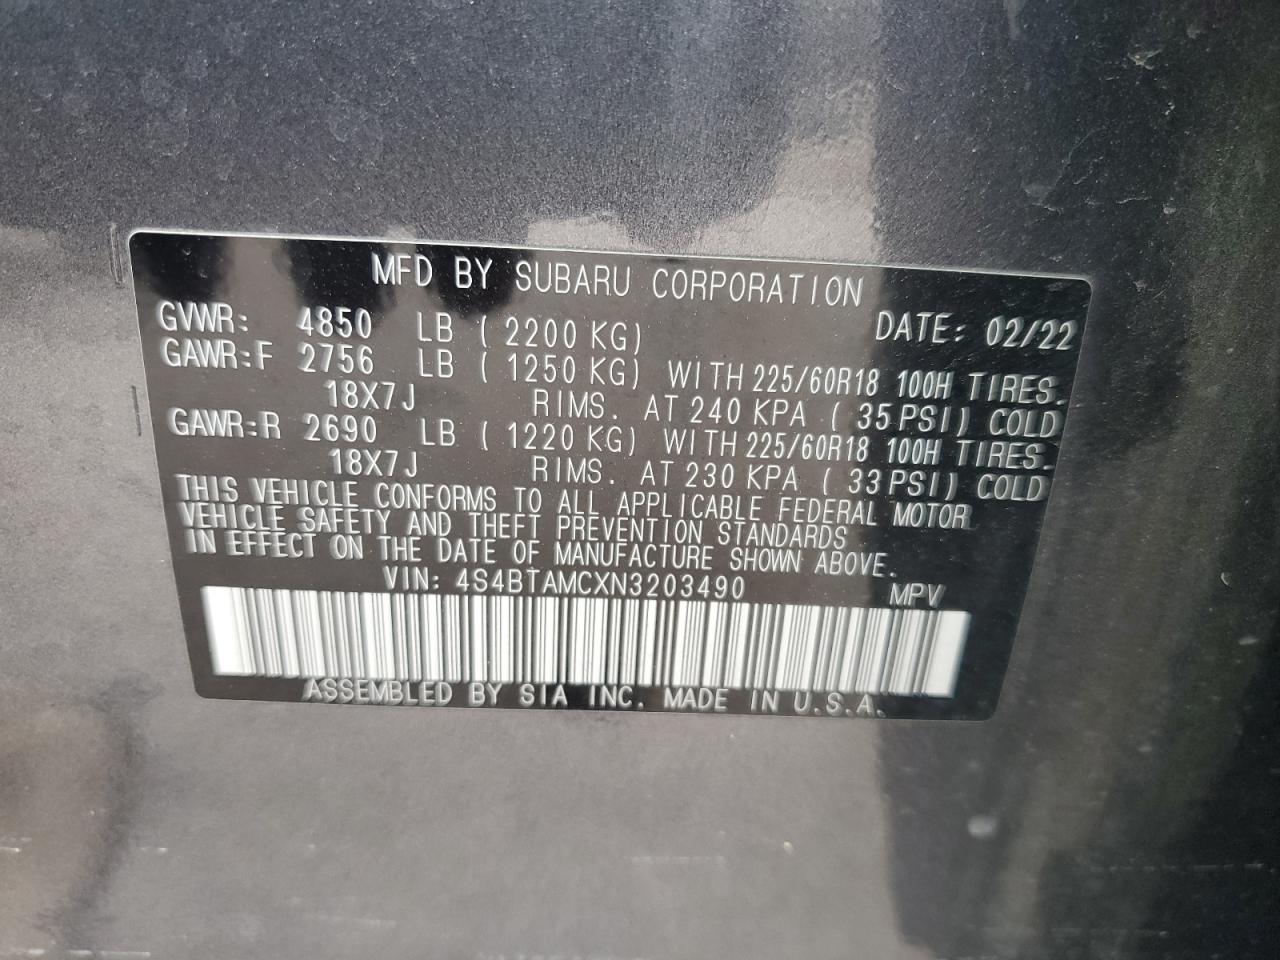 MFD BY SUBARU CORPORATION
GVWR: 4850 LB ( 2200 KG) DATE: 02/22
GAWR:F 2756 LB ( 1250 KG) WITH 225/60R18 100H TIRES.
18X7J RIMS. AT 240 KPA ( 35 PSI) COLD
GAWR:R 2690 LB ( 1220 KG) WITH 225/60R18 100H TIRES.
18X7J RIMS. AT 230 KPA ( 33 PSI) COLD
THIS VEHICLE CONFORMS TO ALL APPLICABLE FEDERAL MOTOR
VEHICLE SAFETY AND THEFT PREVENTION STANDARDS
IN EFFECT ON THE DATE OF MANUFACTURE SHOWN ABOVE.
VIN: 4S4BTAMCXN3203490 MPV
ASSEMBLED BY SIA INC. MADE IN U.S.A.